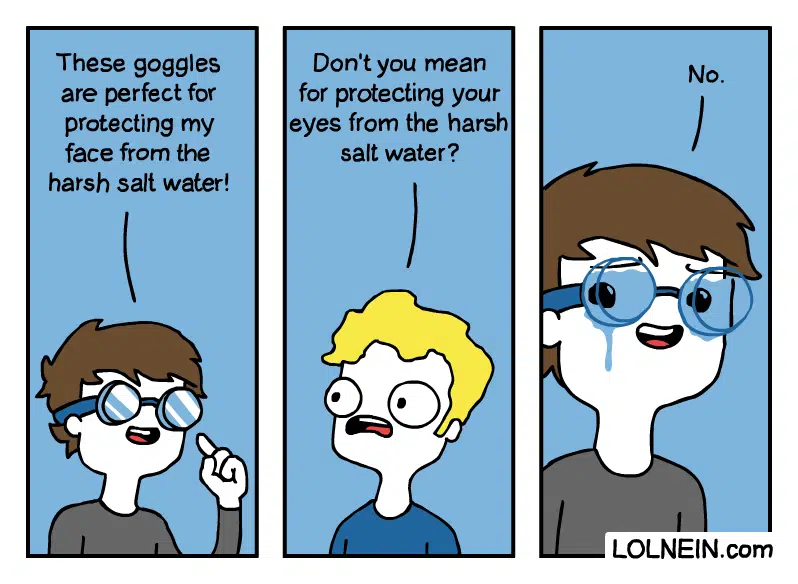 These goggles
are perfect for
protecting my
face from the
harsh salt water!
Don't you mean
for protecting your
eyes from the harsh
salt water?
No.
LOLNEIN.com